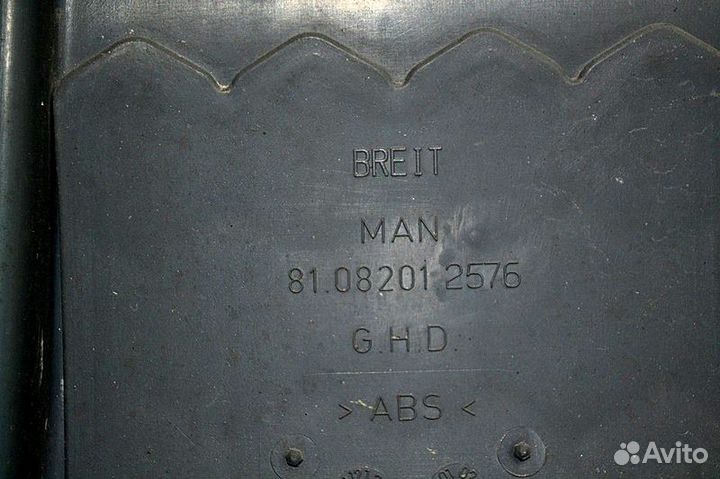 BREIT
MAN
81.08201 2576
G.H.D.
> ABS <
Avito